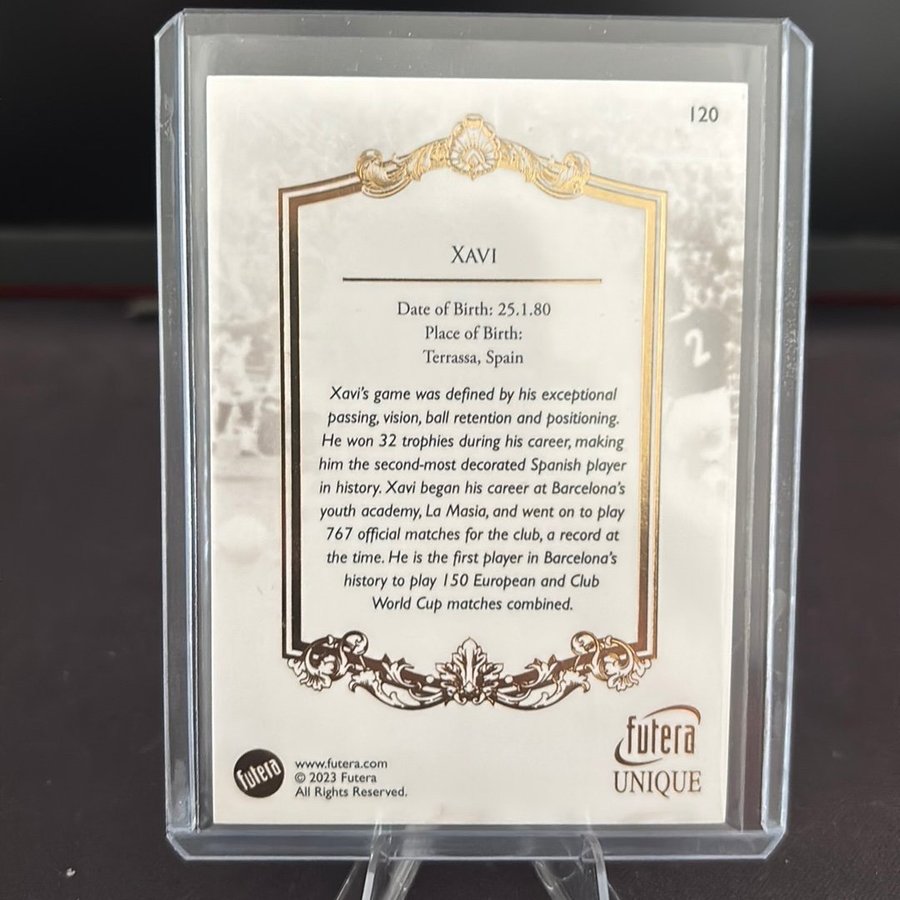 120
XAVI
Date of Birth: 25.1.80
Place of Birth:
Terrassa, Spain
Xavi's game was defined by his exceptional
passing, vision, ball retention and positioning.
He won 32 trophies during his career, making
him the second-most decorated Spanish player
in history. Xavi began his career at Barcelona's
youth academy, La Masia, and went on to play
767 official matches for the club, a record at
the time. He is the first player in Barcelona's
history to play 150 European and Club
World Cup matches combined.
2
futera
UNIQUE
futera
www.futera.com
© 2023 Futera
All Rights Reserved.